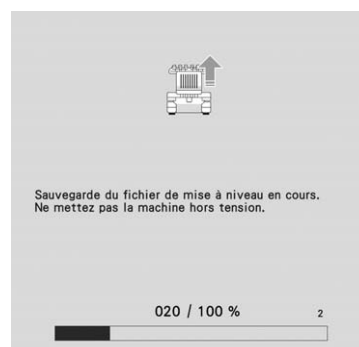 Sauvegarde du fichier de mise à niveau en cours.
Ne mettez pas la machine hors tension.
020 / 100 %
2